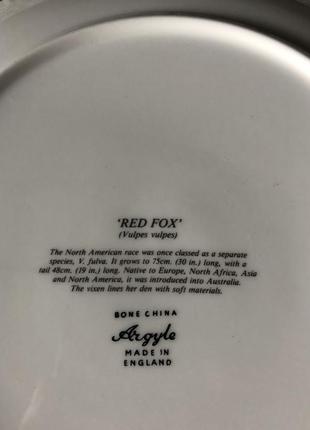 ‘RED FOX’
(Vulpes vulpes)
The North American race was once classed as a separate
species, V. fulva. It grows to 75cm. (30 in.) long, with a
tail 48cm. (19 in.) long. Native to Europe, North Africa, Asia
and North America, it was introduced into Australia.
The vixen lines her den with soft materials.
BONE CHINA
Argyle
MADE IN
ENGLAND